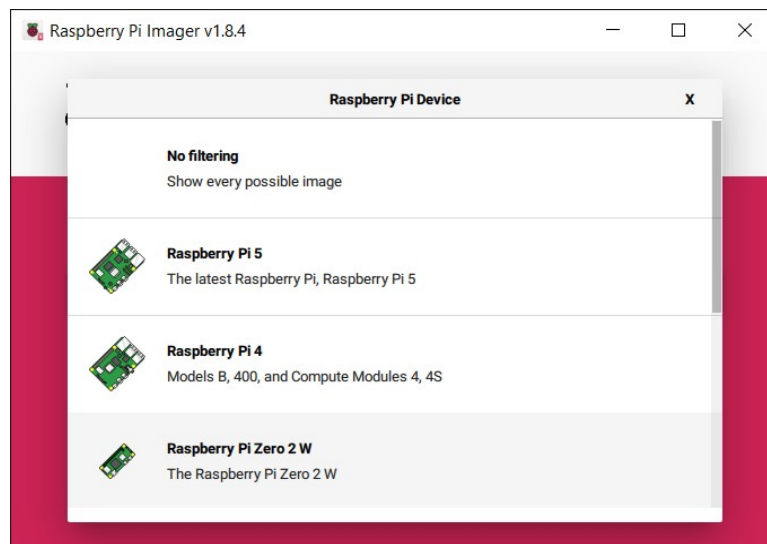 Raspberry Pi Imager v1.8.4
Raspberry Pi Device X
No filtering
Show every possible image
Raspberry Pi 5
The latest Raspberry Pi, Raspberry Pi 5
Raspberry Pi 4
Models B, 400, and Compute Modules 4, 4S
Raspberry Pi Zero 2 W
The Raspberry Pi Zero 2 W